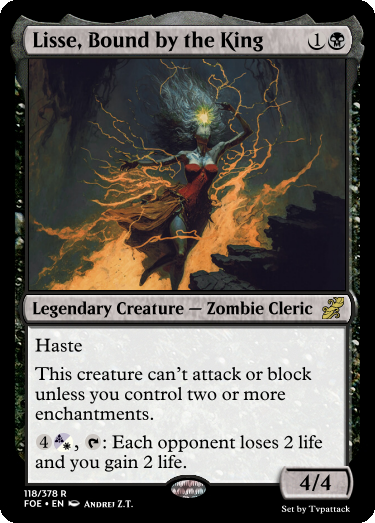 Lisse, Bound by the King 1
Legendary Creature — Zombie Cleric
Haste
This creature can't attack or block
unless you control two or more
enchantments.
4 , : Each opponent loses 2 life
and you gain 2 life.
4/4
118/378 R
FOE • EN Andrej Z.T.
Set by Tvpattack